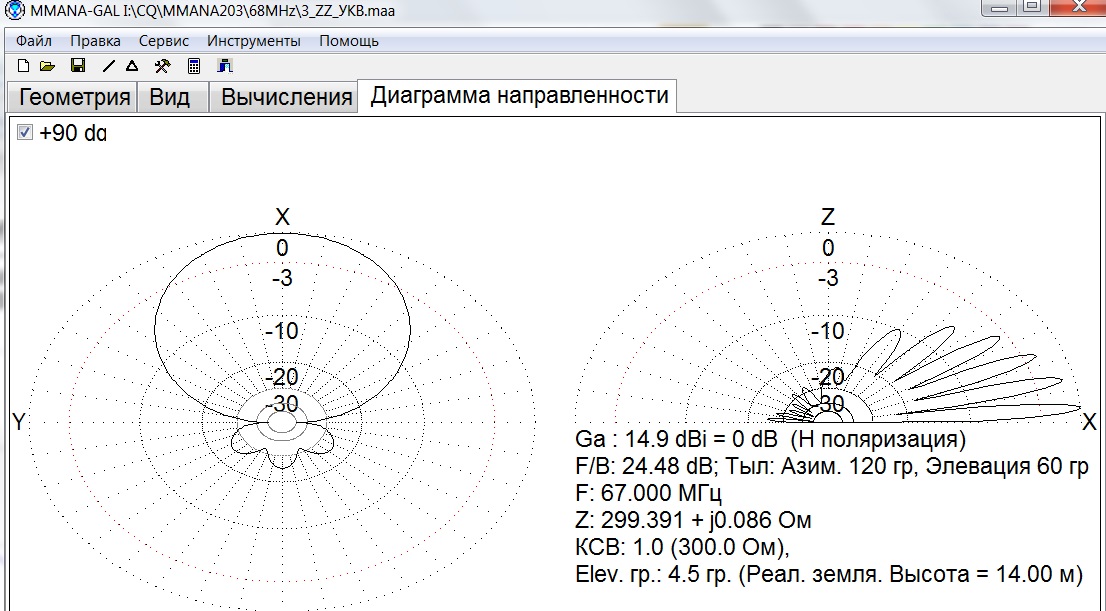 MMANA-GAL I:\CQ\MMANA203\68MHz\3_ZZ_УКВ.maa
Файл Правка Сервис Инструменты Помощь
Геометрия Вид Вычисления Диаграмма направленности
+90 dα
X
0
-3
-10
-20
-30
Y
Z
0
-3
-10
-20
-30
X
Ga : 14.9 dBi = 0 dB (Н поляризация)
F/B: 24.48 dB; Тыл: Азим. 120 гр, Элевация 60 гр
F: 67.000 МГц
Z: 299.391 + j0.086 Ом
КСВ: 1.0 (300.0 Ом),
Elev. гр.: 4.5 гр. (Реал. земля. Высота = 14.00 м)